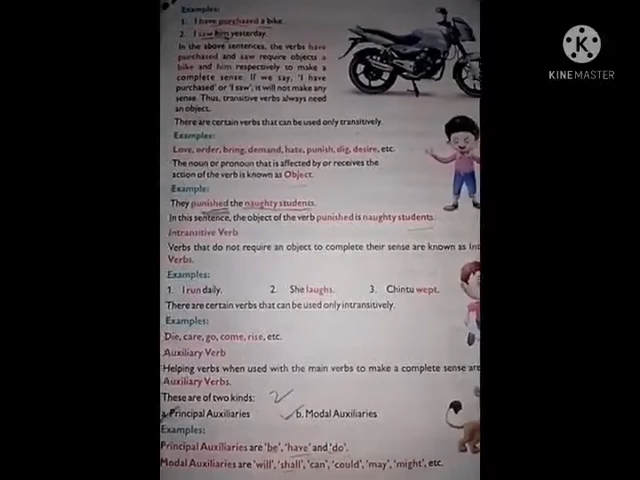 Examples:
1. I have purchased a bike.
2. I saw him yesterday.
In the above sentences, the verbs have
purchased and saw require objects a
bike and him respectively to make a
complete sense. If we say, 'I have
purchased' or 'I saw', it will not make any
sense. Thus, transitive verbs always need
an object.
There are certain verbs that can be used only transitively.
Examples:
Love, order, bring, demand, hate, punish, dig, desire, etc.
The noun or pronoun that is affected by or receives the
action of the verb is known as Object.
Example:
They punished the naughty students.
In this sentence, the object of the verb punished is naughty students.
Intransitive Verb
Verbs that do not require an object to complete their sense are known as Int
Verbs.
Examples:
1. I run daily. 2. She laughs. 3. Chintu wept.
There are certain verbs that can be used only intransitively.
Examples:
Die, care, go, come, rise, etc.
Auxiliary Verb
Helping verbs when used with the main verbs to make a complete sense are
Auxiliary Verbs.
These are of two kinds:
a. Principal Auxiliaries b. Modal Auxiliaries
Examples:
Principal Auxiliaries are 'be', 'have' and 'do'.
Modal Auxiliaries are 'will', 'shall', 'can', 'could', 'may', 'might', etc.
KINEMASTER